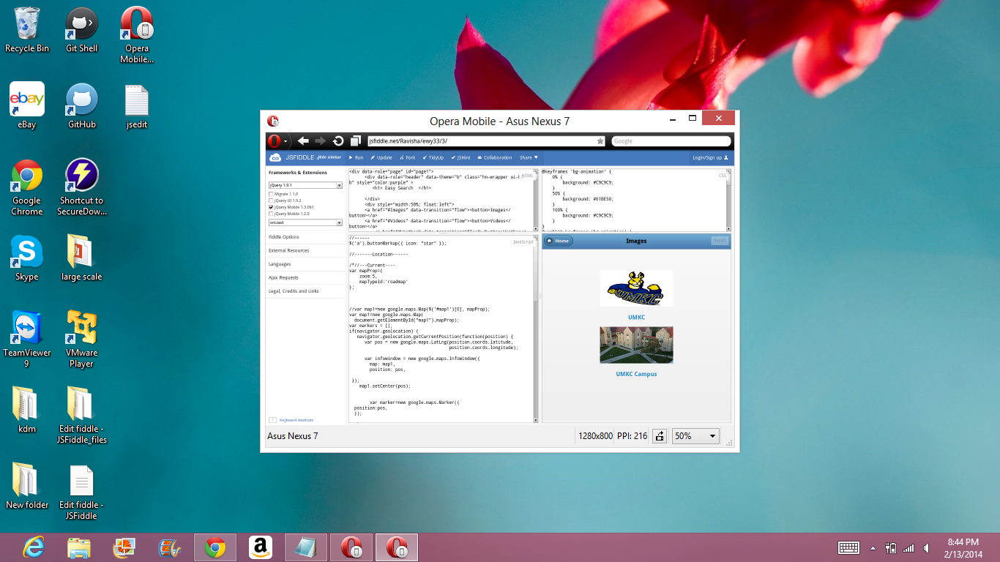 Recycle Bin
Git Shell
Opera
Mobile...
ebay
eBay
GitHub
jsedit
Google
Chrome
Shortcut to
SecureDow...
Skype
large scale
TeamViewer
9
VMware
Player
kdm
Edit fiddle -
JSFiddle_files
New folder
Edit fiddle -
JSFiddle
Opera Mobile - Asus Nexus 7
jsfiddle.net/Ravisha/ewy33/3/
Google
JSFIDDLE Hide sidebar
Run
Update
Fork
TidyUp
JSHint
Collaboration
Share
Login/Sign up
Frameworks & Extensions
jQuery 1.9.1
Migrate 1.1.0
jQuery UI 1.9.2
jQuery Mobile 1.3.0b1
jQuery Mobile 1.2.0
onLoad
Fiddle Options
External Resources
Languages
Ajax Requests
Legal, Credits and Links
Keyboard shortcuts
HTML
<div data-role="page" id="page1">
<div data-role="header" data-theme="b" class="hn-wrapper ui-
b" style="color:purple" >
<h1> Easy Search </h1>
</div>
<div style="width:50%; float:left">
<a href="#Images" data-transition="flow"><button>Images</
button></a>
<a href="#Videos" data-transition="flow"><button>Videos</
button></a>
CSS
@keyframes 'bg-animation' {
0% {
background: #C9C9C9;
}
50% {
background: #61BE50;
}
100% {
background: #C9C9C9;
}
}
JavaScript
//------
$('a').buttonMarkup({ icon: "star" });
//-------Location------
/*//---Current----
var mapProp={
zoom:5,
mapTypeId:'roadmap'
};
//var map1=new google.maps.Map($('#map1')[0], mapProp);
var map1=new google.maps.Map(
document.getElementById("map1"),mapProp);
var markers = [];
if(navigator.geolocation) {
navigator.geolocation.getCurrentPosition(function(position) {
var pos = new google.maps.LatLng(position.coords.latitude,
position.coords.longitude);
var infowindow = new google.maps.InfoWindow({
map: map1,
position: pos,
});
map1.setCenter(pos);
var marker=new google.maps.Marker({
position:pos,
});
Home
Images
Result
UMKC
UMKC
UMKC Campus
Asus Nexus 7
1280x800
PPI: 216
50%
8:44 PM
2/13/2014